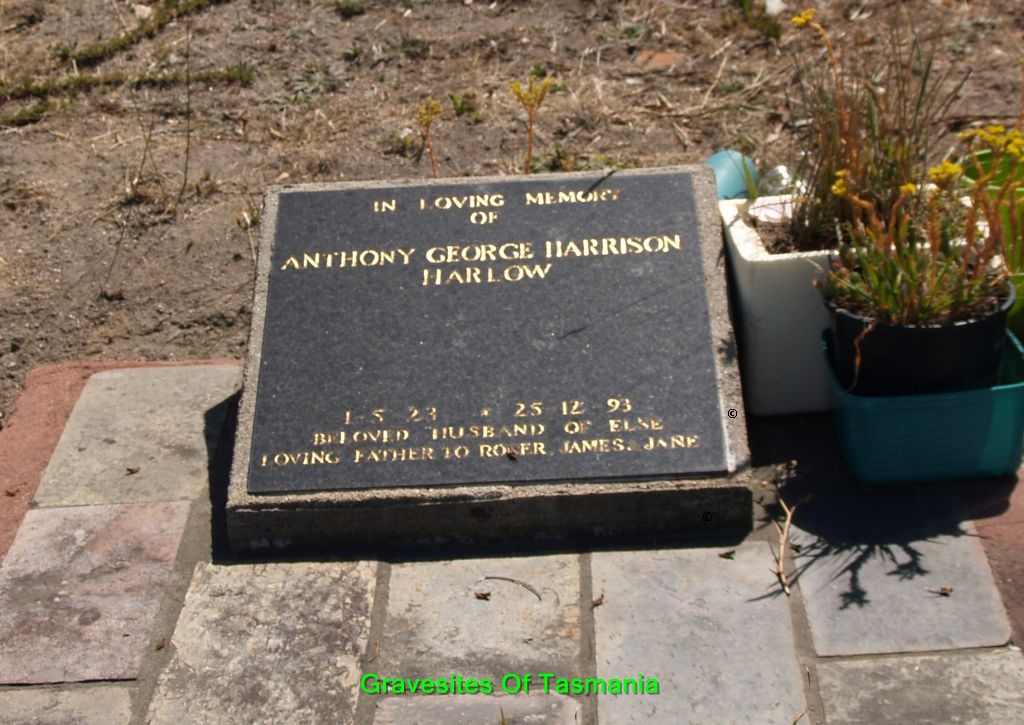 IN LOVING MEMORY
OF
ANTHONY GEORGE HARRISON
HARLOW
1 - 5 - 23 * 25 12 93
BELOVED HUSBAND OF ELSE
LOVING FATHER TO ROGER, JAMES & JANE
©
©
Gravesites Of Tasmania